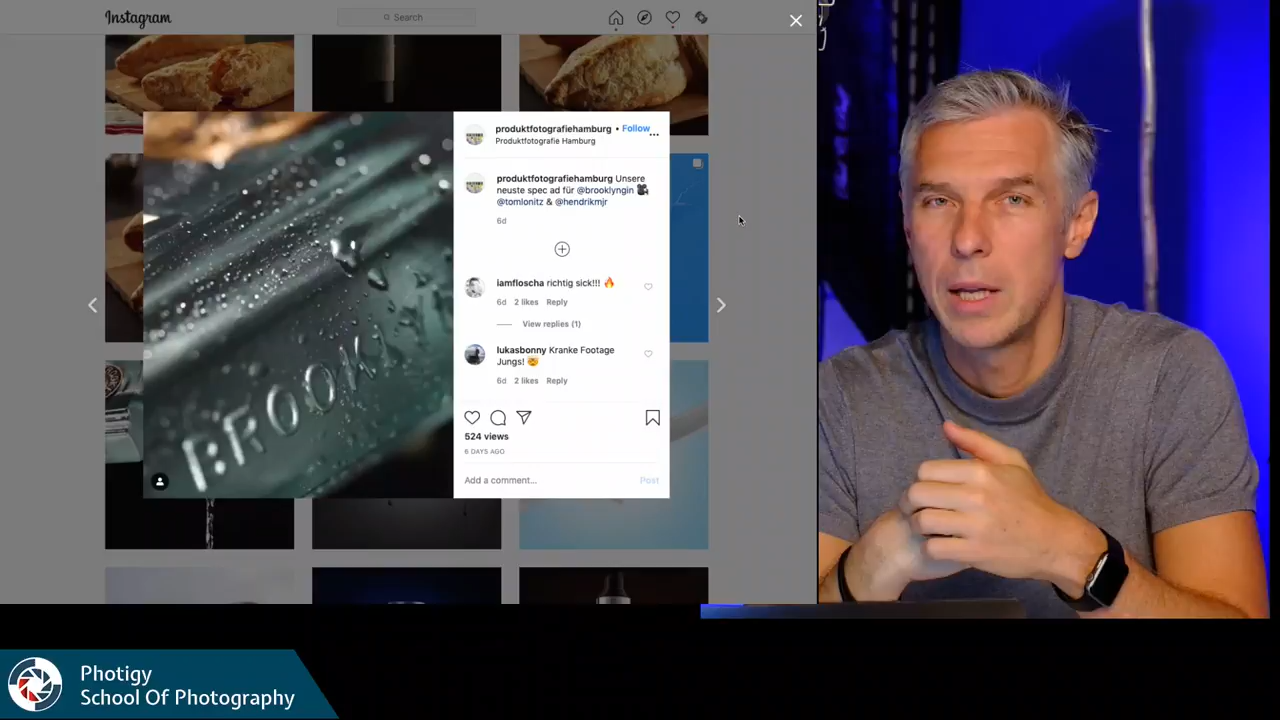 Instagram
Search
produktfotografiehamburg • Follow
Produktfotografie Hamburg
produktfotografiehamburg Unsere
neuste spec ad für @brooklyngin
@tomlonitz & @hendrikmjr
6d
iamfloscha richtig sick!!! 🔥
6d 2 likes Reply
View replies (1)
lukasbonny Kranke Footage
Jungs! 🤯
6d 2 likes Reply
524 views
6 DAYS AGO
Add a comment... Post
BROOKL
Photigy
School Of Photography